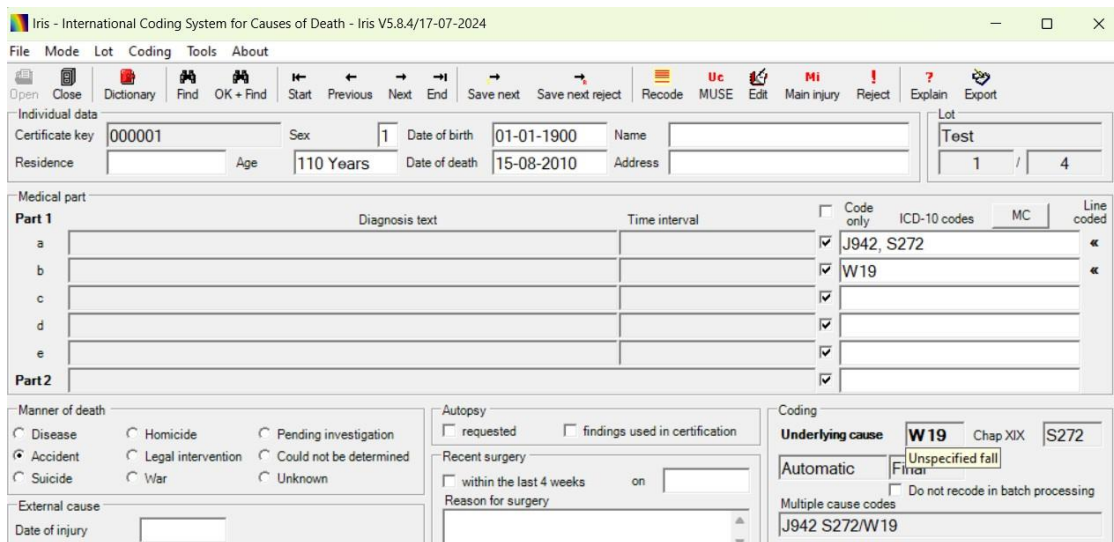 Iris - International Coding System for Causes of Death - Iris V5.8.4/17-07-2024
File Mode Lot Coding Tools About
Open Close Dictionary Find OK + Find Start Previous Next End Save next Save next reject Recode Uc MUSE Edit Mi Main injury ! Reject ? Explain Export
Individual data Lot
Certificate key 000001 Sex 1 Date of birth 01-01-1900 Name Test
Residence Age 110 Years Date of death 15-08-2010 Address 1 / 4
Medical part
Part 1 Diagnosis text Time interval Code only ICD-10 codes MC Line coded
a J942, S272 «
b W19 «
c
d
e
Part 2
Manner of death
Disease Homicide Pending investigation
Accident Legal intervention Could not be determined
Suicide War Unknown
External cause
Date of injury
Autopsy
requested findings used in certification
Recent surgery
within the last 4 weeks on
Reason for surgery
Coding
Underlying cause W19 Chap XIX S272
Unspecified fall
Automatic Final
Do not recode in batch processing
Multiple cause codes
J942 S272/W19